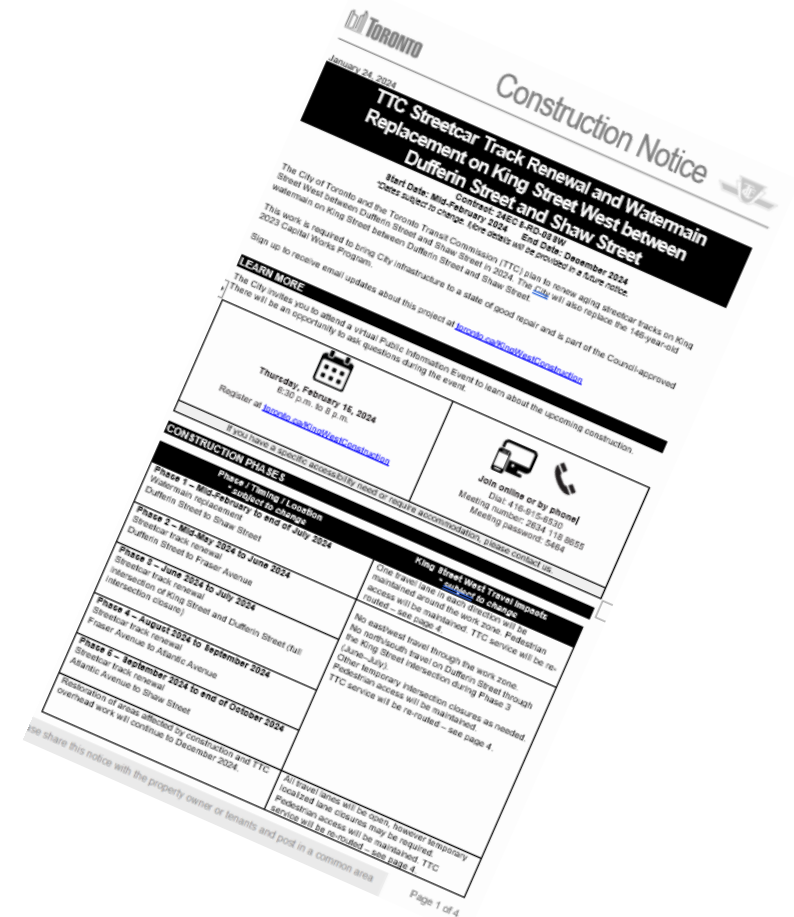 TORONTO
January 24, 2024
Construction Notice
TTC Streetcar Track Renewal and Watermain
Replacement on King Street West between
Dufferin Street and Shaw Street
Contract: 24ECS-RD-08SW
Start Date: Mid-February 2024 End Date: December 2024
*Dates subject to change. More details will be provided in a future notice.
The City of Toronto and the Toronto Transit Commission (TTC) plan to renew aging streetcar tracks on King
Street West between Dufferin Street and Shaw Street in 2024. The City will also replace the 146-year-old
watermain on King Street between Dufferin Street and Shaw Street.
This work is required to bring City infrastructure to a state of good repair and is part of the Council-approved
2023 Capital Works Program.
Sign up to receive email updates about this project at toronto.ca/KingWestConstruction
LEARN MORE
The City invites you to attend a virtual Public Information Event to learn about the upcoming construction.
There will be an opportunity to ask questions during the event.
Thursday, February 15, 2024
6:30 p.m. to 8 p.m.
Register at toronto.ca/KingWestConstruction
Join online or by phone
Dial: 416-915-6530
Meeting number: 2634 118 8655
Meeting password: 5464
If you have a specific accessibility need or require accommodation, please contact us.
CONSTRUCTION PHASES
Phase / Timing / Location
* subject to change
King Street West Travel Impacts
* subject to change
Phase 1 – Mid-February to end of July 2024
Watermain replacement
Dufferin Street to Shaw Street
One travel lane in each direction will be
maintained around the work zone. Pedestrian
access will be maintained. TTC service will be re-
routed – see page 4.
Phase 2 – Mid-May 2024 to June 2024
Streetcar track renewal
Dufferin Street to Fraser Avenue
Phase 3 – June 2024 to July 2024
Streetcar track renewal
Intersection of King Street and Dufferin Street (full
intersection closure)
Phase 4 – August 2024 to September 2024
Streetcar track renewal
Fraser Avenue to Atlantic Avenue
Phase 5 – September 2024 to end of October 2024
Streetcar track renewal
Atlantic Avenue to Shaw Street
No east/west travel through the work zone.
No north/south travel on Dufferin Street through
the King Street intersection during Phase 3
(June-July).
Other temporary intersection closures as needed.
Pedestrian access will be maintained.
TTC service will be re-routed – see page 4.
Restoration of areas affected by construction and TTC
overhead work will continue to December 2024.
All travel lanes will be open, however temporary
localized lane closures may be required.
Pedestrian access will be maintained. TTC
service will be re-routed – see page 4.
ase share this notice with the property owner or tenants and post in a common area
Page 1 of 4